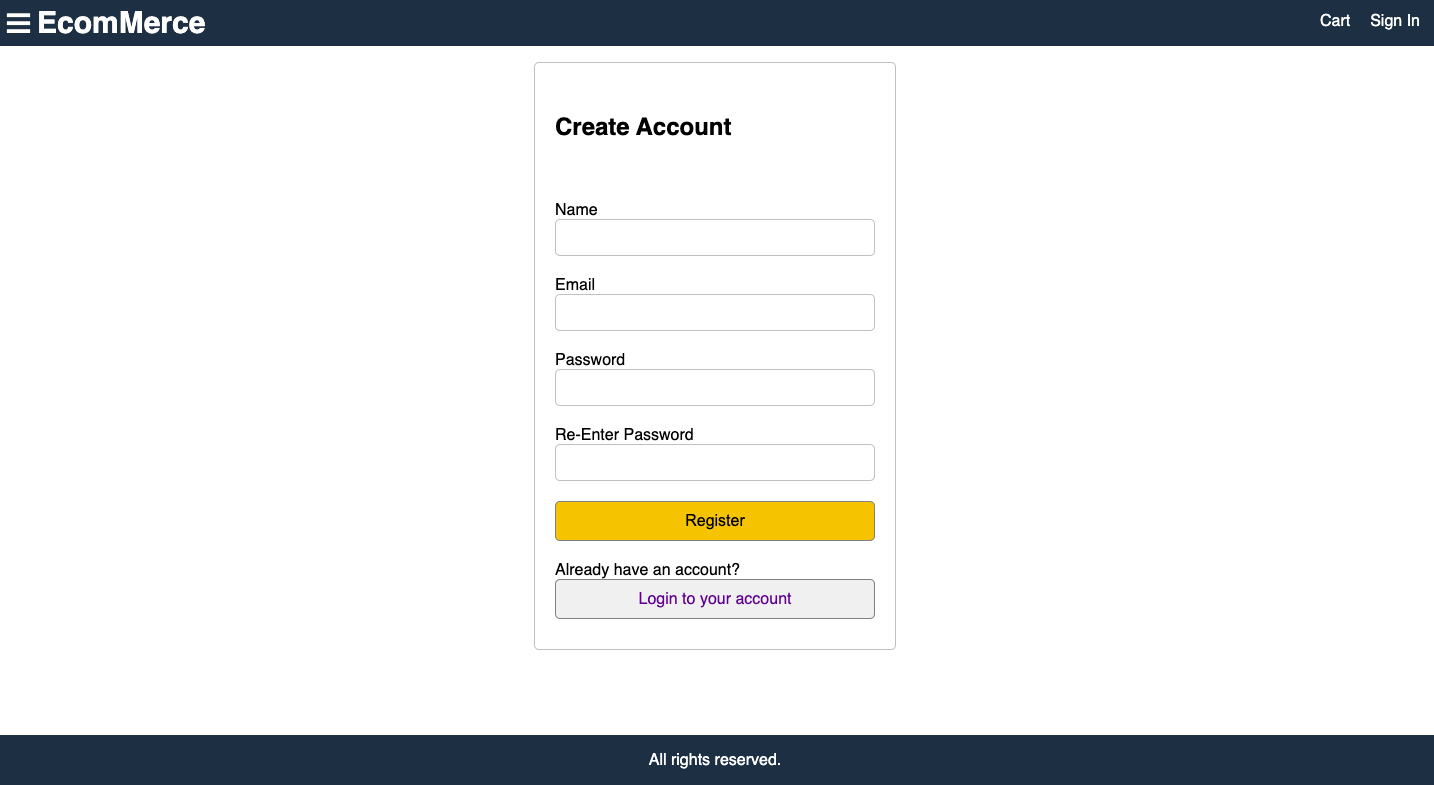 EcomMerce
Cart Sign In
Create Account
Name
Email
Password
Re-Enter Password
Register
Already have an account?
Login to your account
All rights reserved.